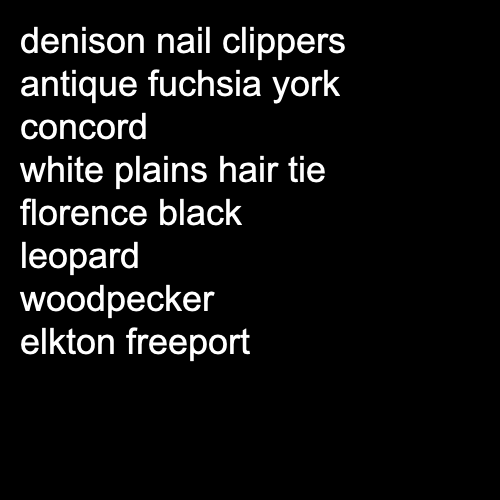 denison nail clippers
antique fuchsia york
concord
white plains hair tie
florence black
leopard
woodpecker
elkton freeport